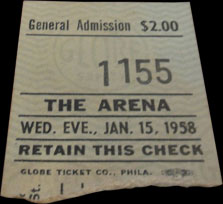 General Admission $2.00
1155
THE ARENA
WED. EVE., JAN. 15, 1958
RETAIN THIS CHECK
GLOBE TICKET CO., PHILA.
St.